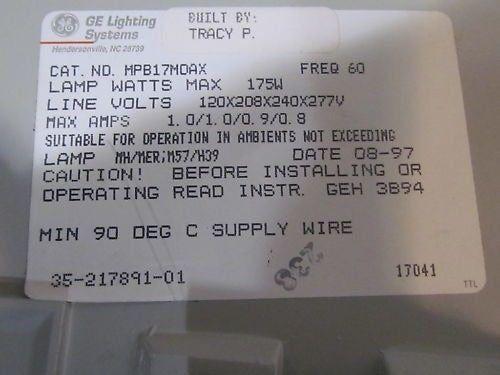 GE Lighting
Systems
Hendersonville, NC 28739
BUILT BY:
TRACY P.
CAT. NO. MPB17M0AX FREQ 60
LAMP WATTS MAX 175W
LINE VOLTS 120X208X240X277V
MAX AMPS 1.0/1.0/0.9/0.8
SUITABLE FOR OPERATION IN AMBIENTS NOT EXCEEDING
LAMP MH/MER;M57/H39 DATE 08-97
CAUTION! BEFORE INSTALLING OR
OPERATING READ INSTR. GEH 3894
MIN 90 DEG C SUPPLY WIRE
35-217891-01
17041
TTL